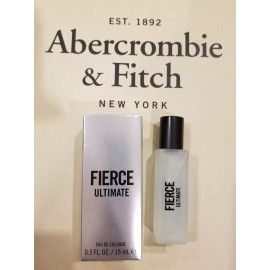 EST. 1892
Abercrombie
& Fitch
NEW YORK
FIERCE
ULTIMATE
EAU DE COLOGNE
0.5 FL OZ / 15 mL ℮
FIERCE
ULTIMATE